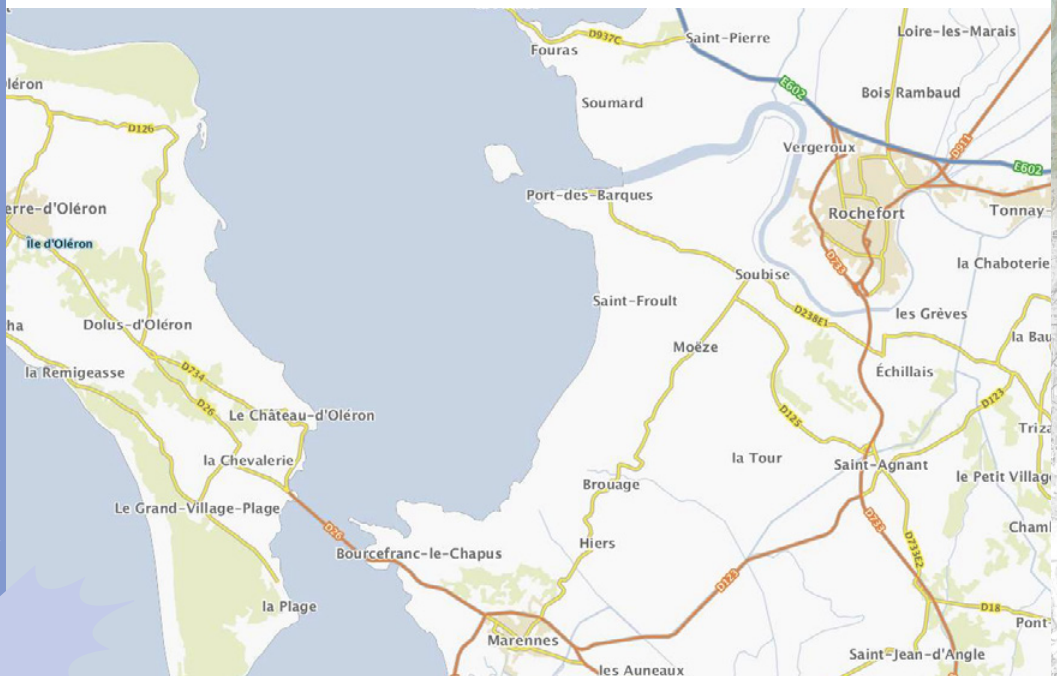 Fouras
D937C
Saint-Pierre
Loire-les-Marais
léron
Soumard
E602
Bois Rambaud
D126
Vergeroux
D911
E602
Port-des-Barques
erre-d'Oléron
Rochefort
Tonnay-
Île d'Oléron
D733
la Chaboterie
Soubise
Saint-Froult
D238E1
les Grèves
ha
Dolus-d'Oléron
la Bau
Moëze
la Remigeasse
D734
Échillais
D26
D123
Le Château-d'Oléron
D125
Triza
la Chevalerie
la Tour
Saint-Agnant
Brouage
le Petit Village
Le Grand-Village-Plage
D26
D733
Chaml
Hiers
Bourcefranc-le-Chapus
D733E2
D123
la Plage
D18
Pont-
Marennes
Saint-Jean-d'Angle
les Auneaux